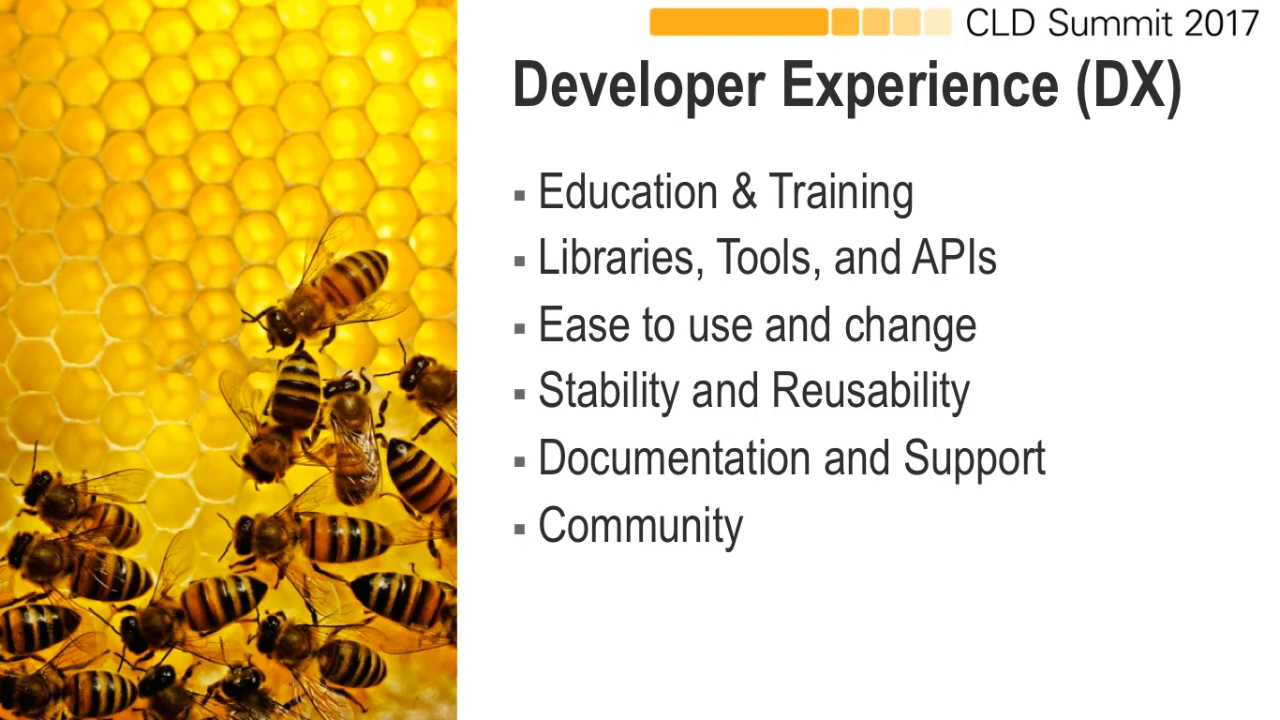 CLD Summit 2017
Developer Experience (DX)
▪ Education & Training
▪ Libraries, Tools, and APIs
▪ Ease to use and change
▪ Stability and Reusability
▪ Documentation and Support
▪ Community